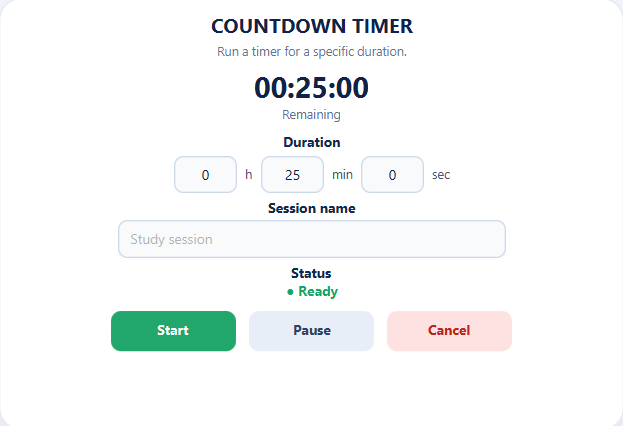 COUNTDOWN TIMER
Run a timer for a specific duration.
00:25:00
Remaining
Duration
0 h 25 min 0 sec
Session name
Study session
Status
● Ready
Start Pause Cancel